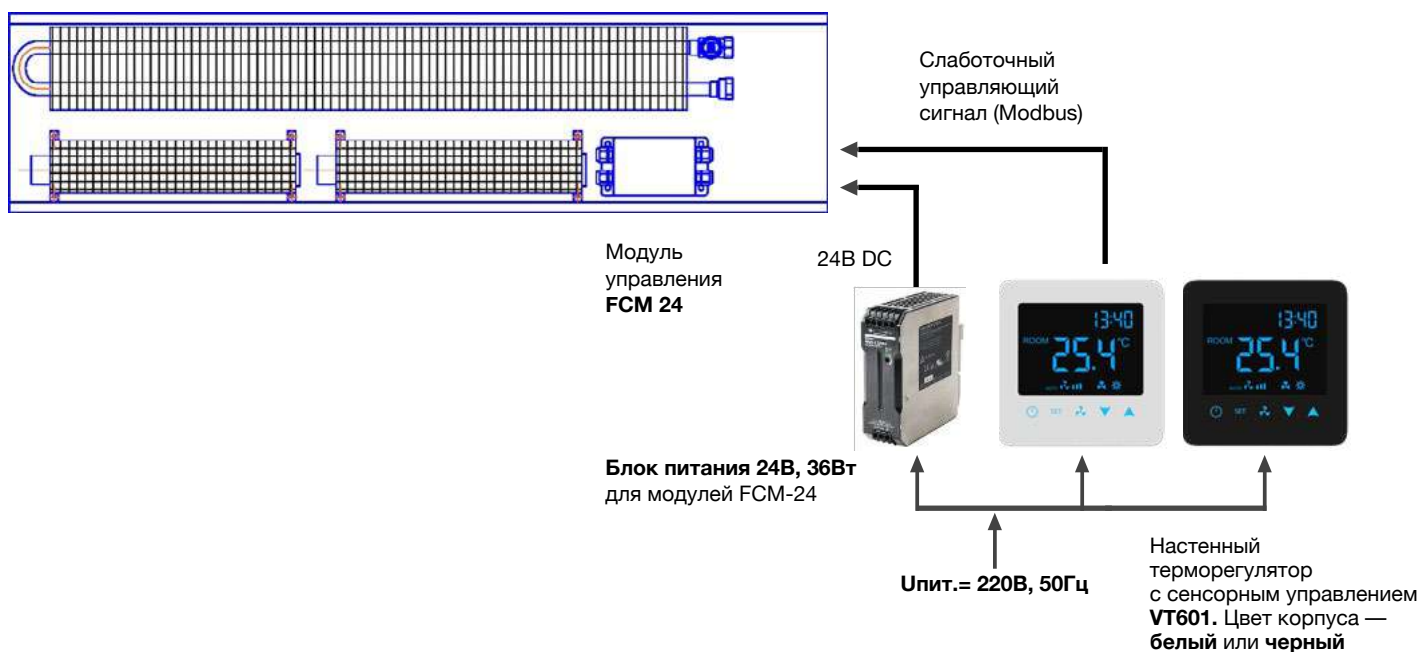 Слаботочный
управляющий
сигнал (Modbus)
Модуль
управления
FCM 24
24В DC
13:40
ROOM 25.4 °C
AUTO
SET
13:40
ROOM 25.4 °C
AUTO
SET
Блок питания 24В, 36Вт
для модулей FCM-24
Uпит.= 220В, 50Гц
Настенный
терморегулятор
с сенсорным управлением
VT601. Цвет корпуса —
белый или черный